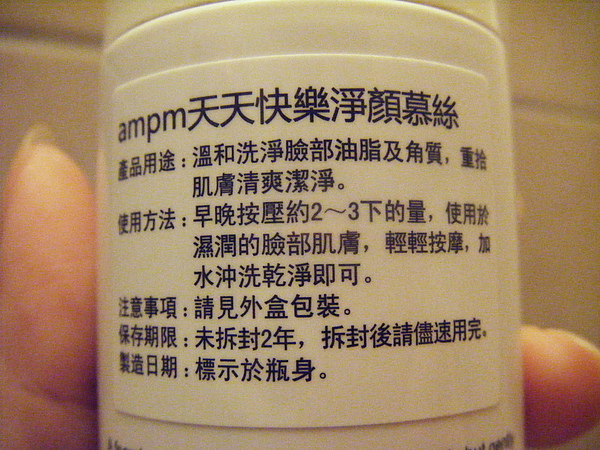 ampm天天快樂淨顏慕絲
產品用途：溫和洗淨臉部油脂及角質，重拾
肌膚清爽潔淨。
使用方法：早晚按壓約2～3下的量，使用於
濕潤的臉部肌膚，輕輕按摩，加
水沖洗乾淨即可。
注意事項：請見外盒包裝。
保存期限：未拆封2年，拆封後請儘速用完。
製造日期：標示於瓶身。